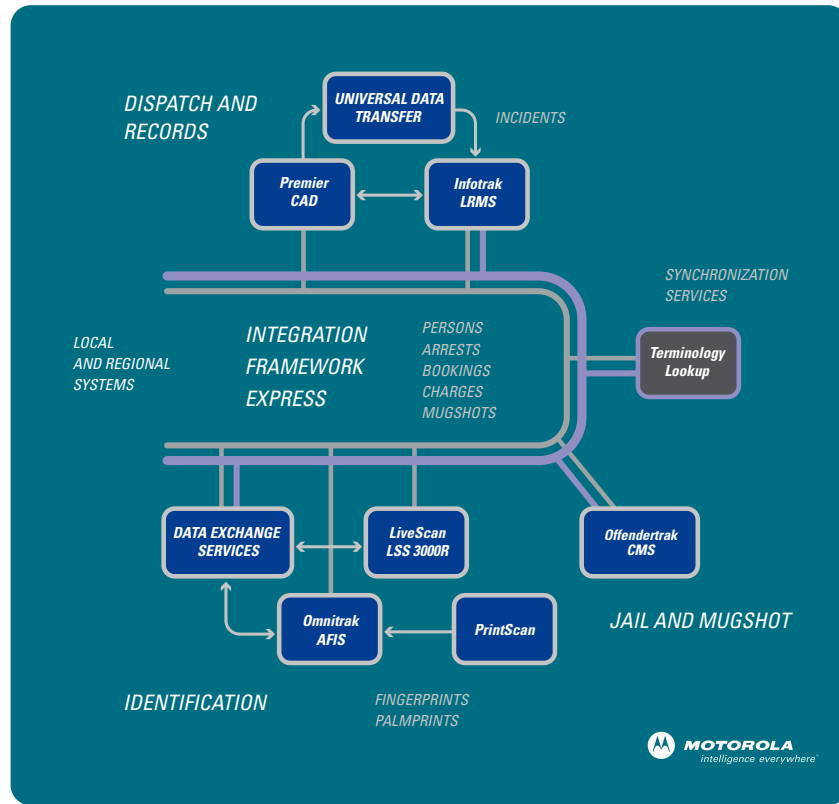 DISPATCH AND
RECORDS
UNIVERSAL DATA
TRANSFER
INCIDENTS
Premier
CAD
Infotrak
LRMS
SYNCHRONIZATION
SERVICES
LOCAL
AND REGIONAL
SYSTEMS
INTEGRATION
FRAMEWORK
EXPRESS
PERSONS
ARRESTS
BOOKINGS
CHARGES
MUGSHOTS
Terminology
Lookup
DATA EXCHANGE
SERVICES
LiveScan
LSS 3000R
Offendertrak
CMS
Omnitrak
AFIS
PrintScan
JAIL AND MUGSHOT
IDENTIFICATION
FINGERPRINTS
PALMPRINTS
MOTOROLA
intelligence everywhere™